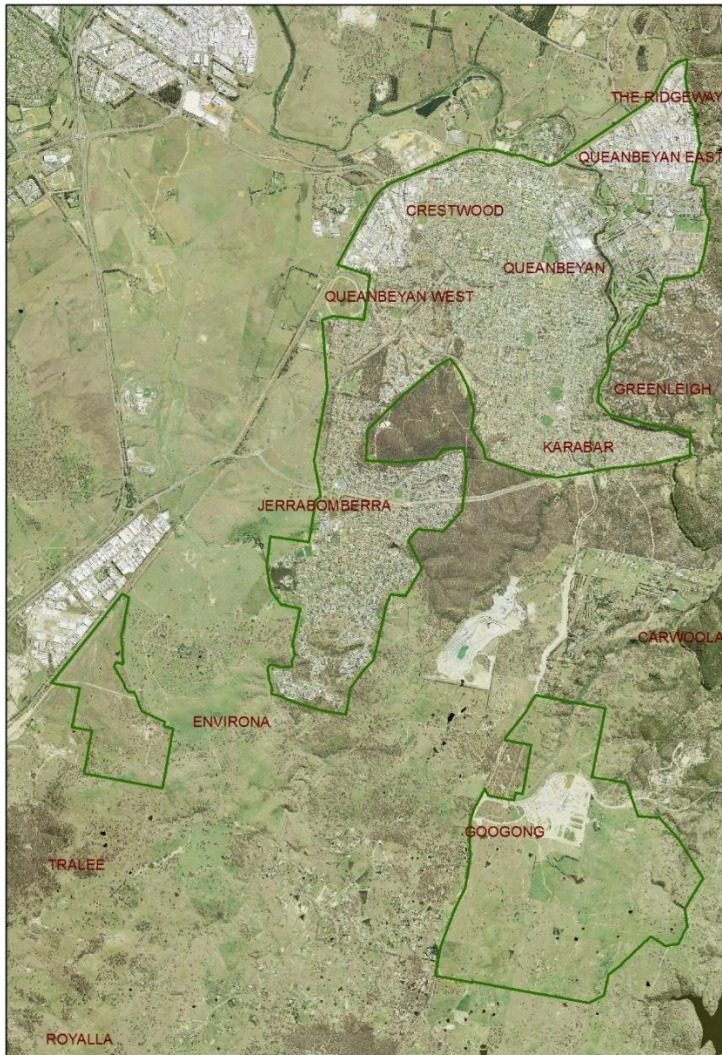 THE RIDGEWAY
QUEANBEYAN EAST
CRESTWOOD
QUEANBEYAN
QUEANBEYAN WEST
GREENLEIGH
KARABAR
JERRABOMBERRA
CARWOOLA
ENVIRONA
GOOGONG
TRALEE
ROYALLA